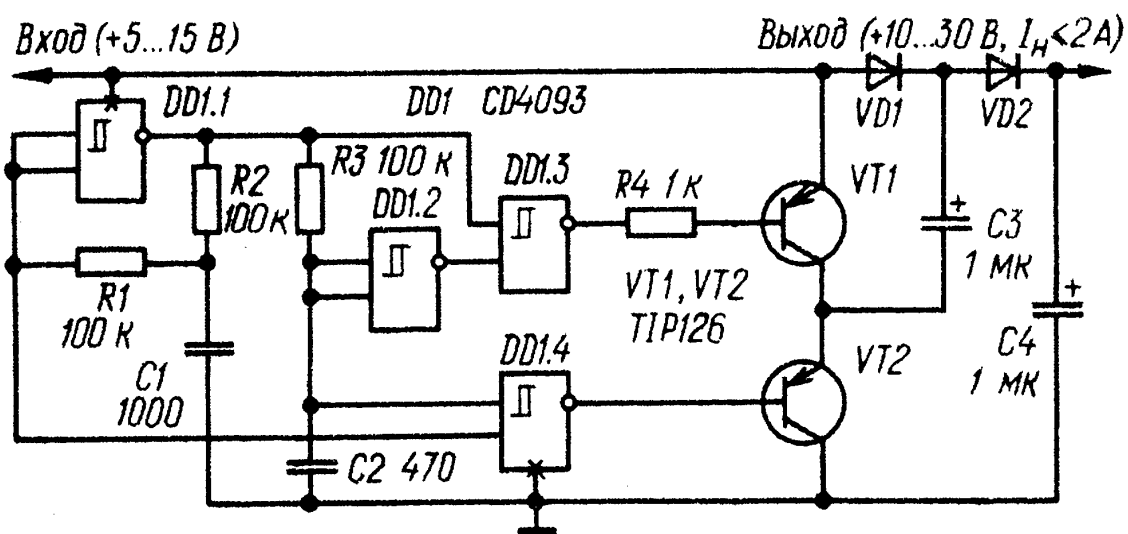 Вход (+5...15 В)
Выход (+10...30 В, Iн<2А)
DD1.1
DD1 CD4093
VD1
VD2
R2
100к
R3 100 к
DD1.2
DD1.3
R4 1 к
VT1
R1
100 к
VT1, VT2
TIP126
C3
1 мк
C1
1000
DD1.4
VT2
C4
1 мк
C2 470
+
+